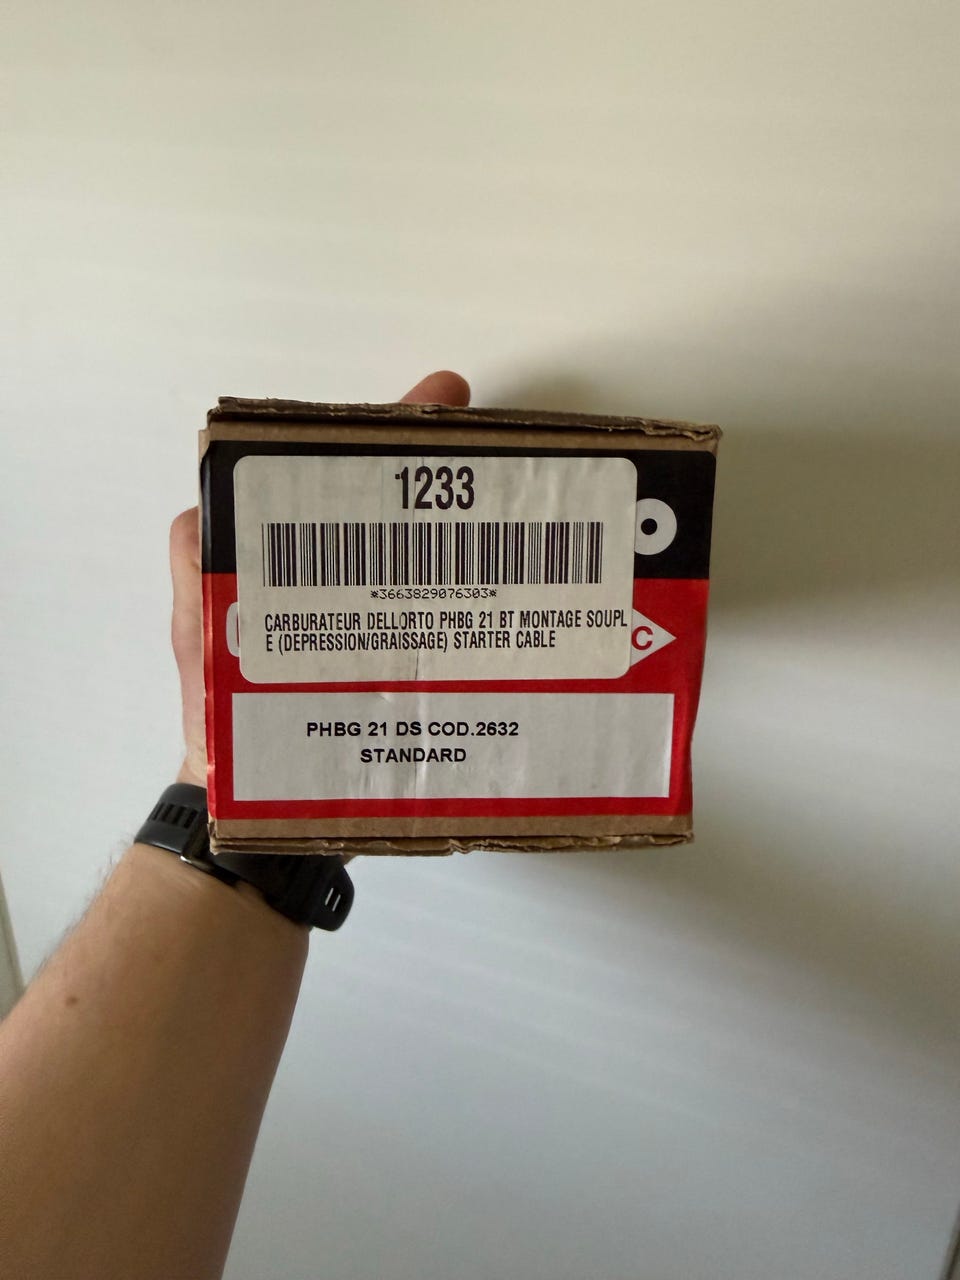 1233
*3663829076303*
CARBURATEUR DELLORTO PHBG 21 BT MONTAGE SOUPL
E (DEPRESSION/GRAISSAGE) STARTER CABLE
O
C
PHBG 21 DS COD.2632
STANDARD